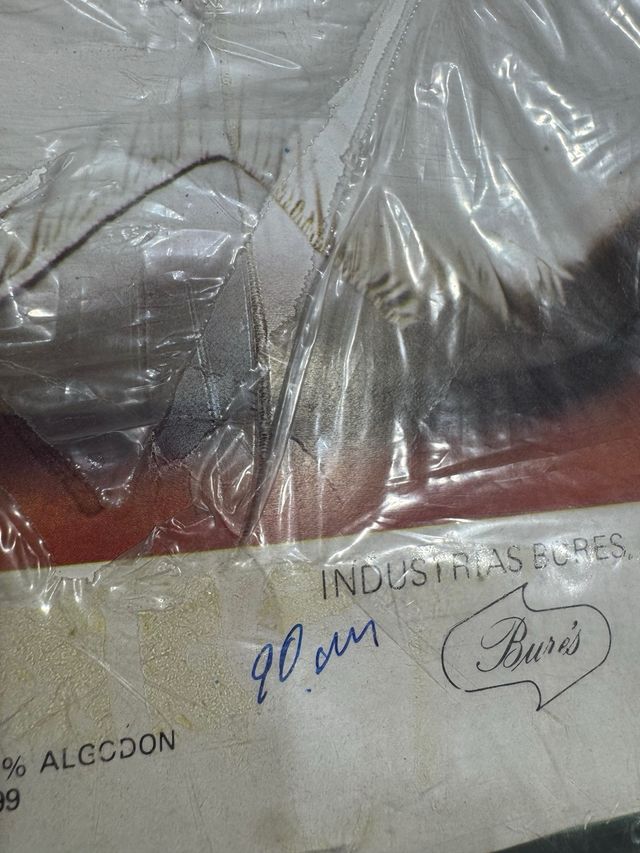 INDUSTRIAS BURES,
90 cm
Burés
% ALGODON
99